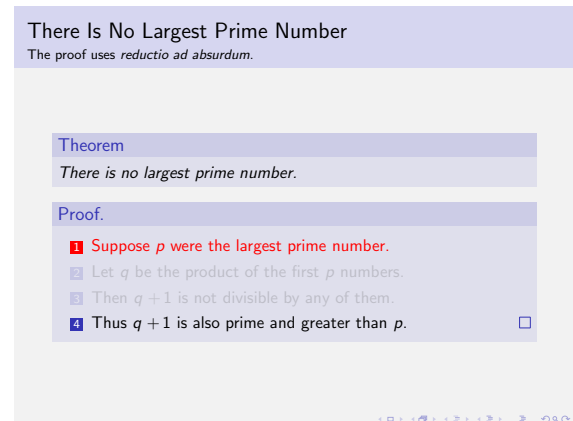 There Is No Largest Prime Number
The proof uses reductio ad absurdum.
Theorem
There is no largest prime number.
Proof.
1 Suppose p were the largest prime number.
2 Let q be the product of the first p numbers.
3 Then q + 1 is not divisible by any of them.
4 Thus q + 1 is also prime and greater than p.